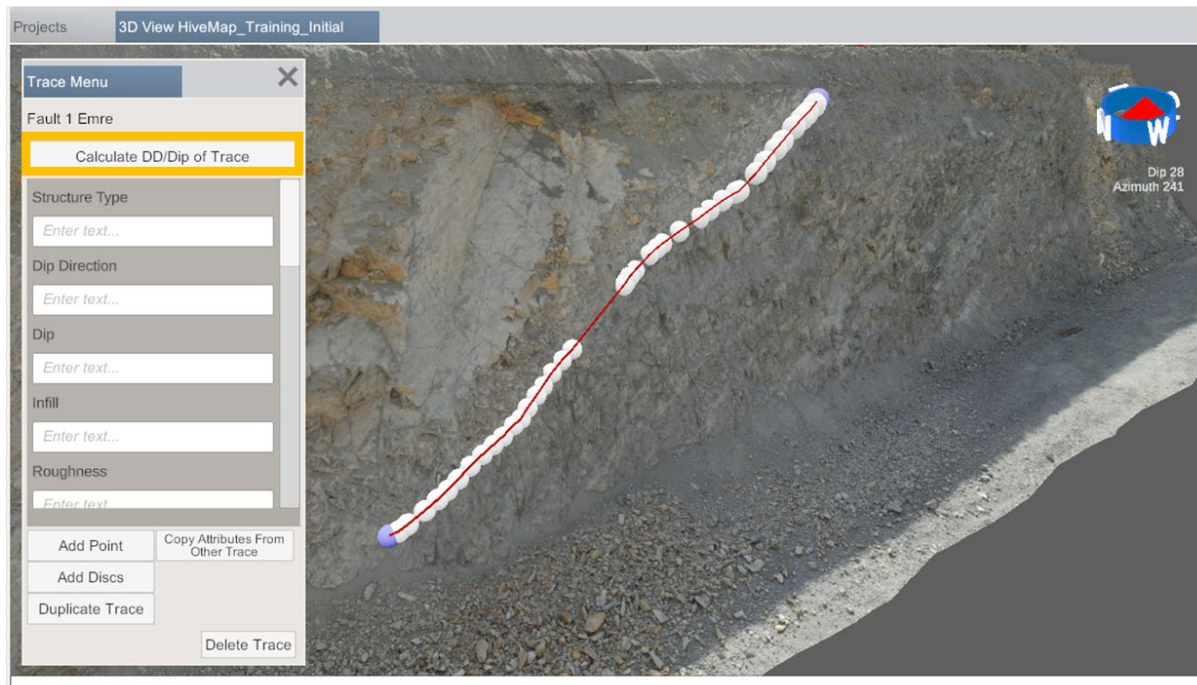 Projects
3D View HiveMap_Training_Initial
Trace Menu
Fault 1 Emre
Calculate DD/Dip of Trace
Structure Type
Enter text...
Dip Direction
Enter text...
Dip
Enter text...
Infill
Enter text...
Roughness
Enter text
Add Point
Copy Attributes From
Other Trace
Add Discs
Duplicate Trace
Delete Trace
N
W
Dip 28
Azimuth 241